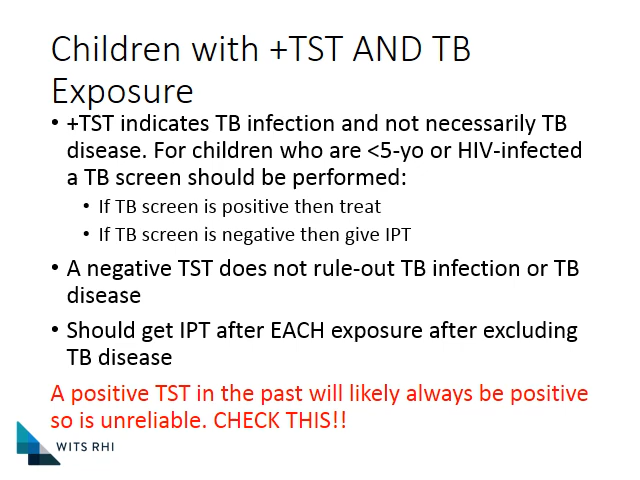 Children with +TST AND TB
Exposure
• +TST indicates TB infection and not necessarily TB
disease. For children who are <5-yo or HIV-infected
a TB screen should be performed:
• If TB screen is positive then treat
• If TB screen is negative then give IPT
• A negative TST does not rule-out TB infection or TB
disease
• Should get IPT after EACH exposure after excluding
TB disease
A positive TST in the past will likely always be positive
so is unreliable. CHECK THIS!!
WITS RHI